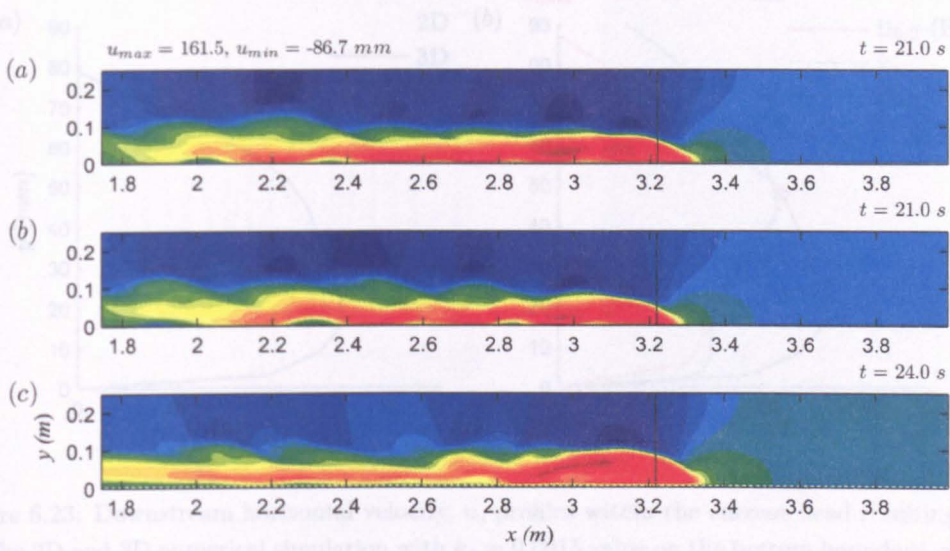 u_max = 161.5, u_min = -86.7 mm
t = 21.0 s
(a)
0.2
0.1
0
1.8 2 2.2 2.4 2.6 2.8 3 3.2 3.4 3.6 3.8
t = 21.0 s
(b)
0.2
0.1
0
1.8 2 2.2 2.4 2.6 2.8 3 3.2 3.4 3.6 3.8
t = 24.0 s
(c)
0.2
0.1
0
y (m)
1.8 2 2.2 2.4 2.6 2.8 3 3.2 3.4 3.6 3.8
x (m)